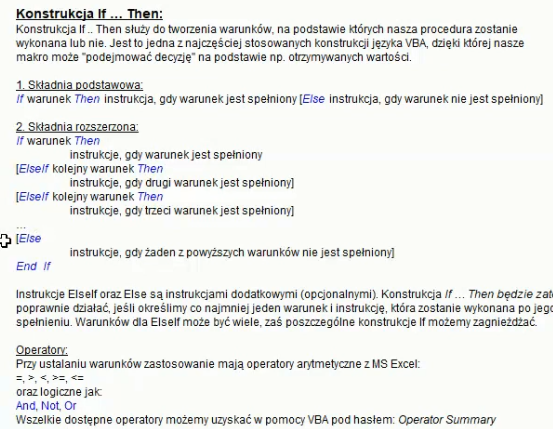 Konstrukcja If ... Then:
Konstrukcja If .. Then służy do tworzenia warunków, na podstawie których nasza procedura zostanie
wykonana lub nie. Jest to jedna z najczęściej stosowanych konstrukcji języka VBA, dzięki której nasze
makro może "podejmować decyzję" na podstawie np. otrzymywanych wartości.
1. Składnia podstawowa:
If warunek Then instrukcja, gdy warunek jest spełniony [Else instrukcja, gdy warunek nie jest spełniony]
2. Składnia rozszerzona:
If warunek Then
instrukcje, gdy warunek jest spełniony
[ElseIf kolejny warunek Then
instrukcje, gdy drugi warunek jest spełniony]
[ElseIf kolejny warunek Then
instrukcje, gdy trzeci warunek jest spełniony]
...
[Else
instrukcje, gdy żaden z powyższych warunków nie jest spełniony]
End If
Instrukcje ElseIf oraz Else są instrukcjami dodatkowymi (opcjonalnymi). Konstrukcja If ... Then będzie zate
poprawnie działać, jeśli określimy co najmniej jeden warunek i instrukcję, która zostanie wykonana po jego
spełnieniu. Warunków dla ElseIf może być wiele, zaś poszczególne konstrukcje If możemy zagnieżdżać.
Operatory:
Przy ustalaniu warunków zastosowanie mają operatory arytmetyczne z MS Excel:
=, >, <, >=, <=
oraz logiczne jak:
And, Not, Or
Wszelkie dostępne operatory możemy uzyskać w pomocy VBA pod hasłem: Operator Summary